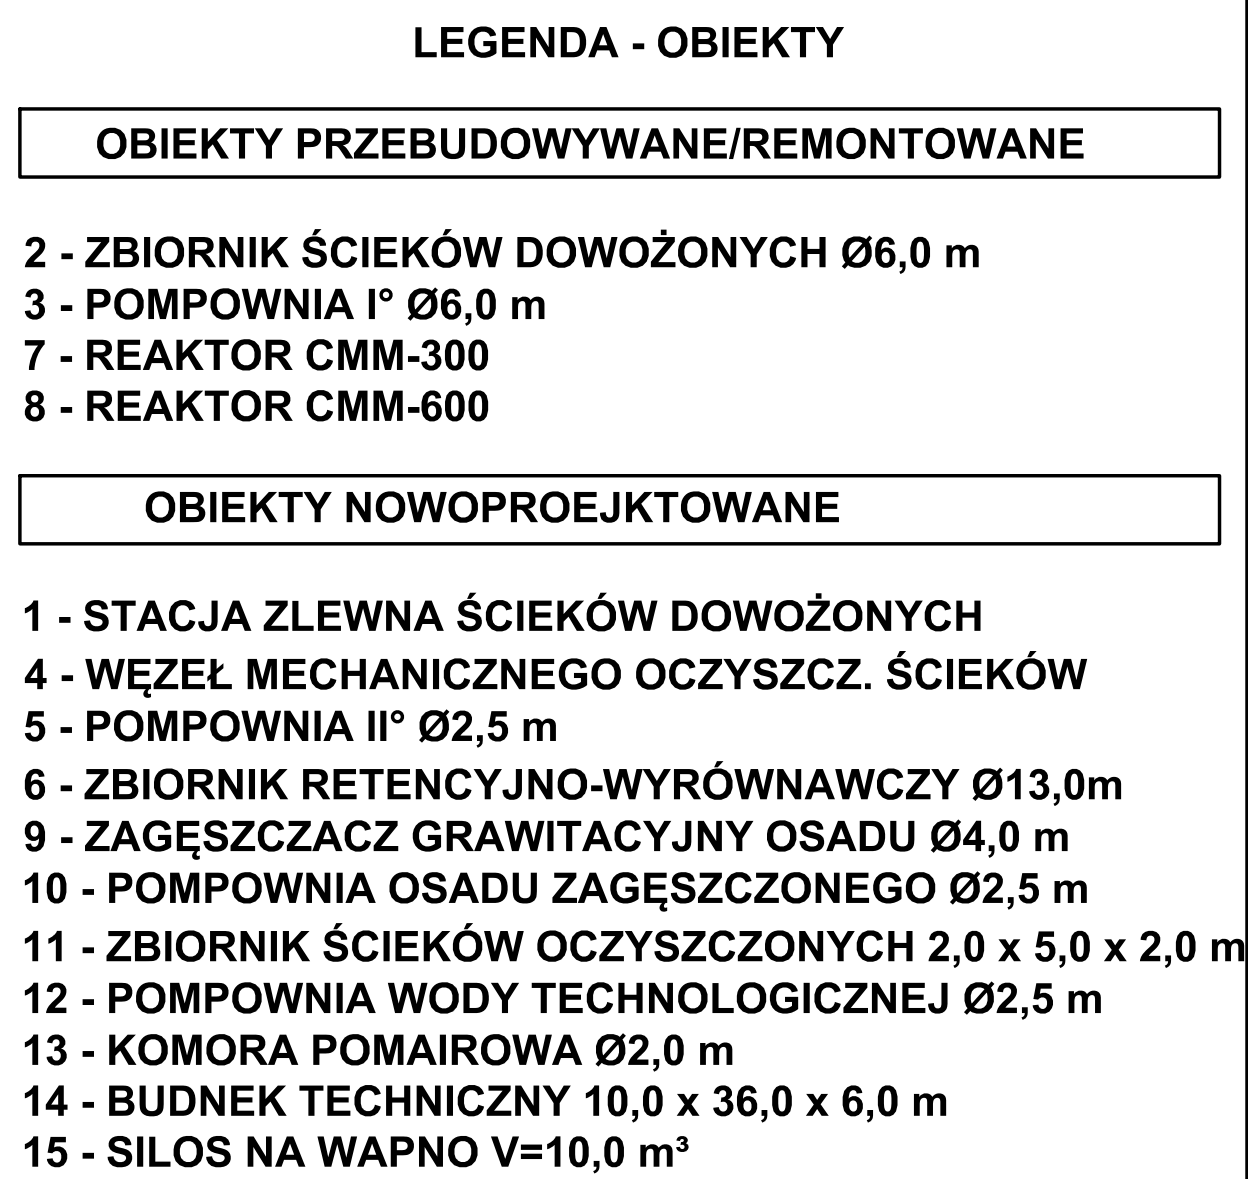 LEGENDA - OBIEKTY
OBIEKTY PRZEBUDOWYWANE/REMONTOWANE
2 - ZBIORNIK ŚCIEKÓW DOWOŻONYCH Ø6,0 m
3 - POMPOWNIA I° Ø6,0 m
7 - REAKTOR CMM-300
8 - REAKTOR CMM-600
OBIEKTY NOWOPROEJKTOWANE
1 - STACJA ZLEWNA ŚCIEKÓW DOWOŻONYCH
4 - WĘZEŁ MECHANICZNEGO OCZYSZCZ. ŚCIEKÓW
5 - POMPOWNIA II° Ø2,5 m
6 - ZBIORNIK RETENCYJNO-WYRÓWNAWCZY Ø13,0m
9 - ZAGĘSZCZACZ GRAWITACYJNY OSADU Ø4,0 m
10 - POMPOWNIA OSADU ZAGĘSZCZONEGO Ø2,5 m
11 - ZBIORNIK ŚCIEKÓW OCZYSZCZONYCH 2,0 x 5,0 x 2,0 m
12 - POMPOWNIA WODY TECHNOLOGICZNEJ Ø2,5 m
13 - KOMORA POMAIROWA Ø2,0 m
14 - BUDNEK TECHNICZNY 10,0 x 36,0 x 6,0 m
15 - SILOS NA WAPNO V=10,0 m³